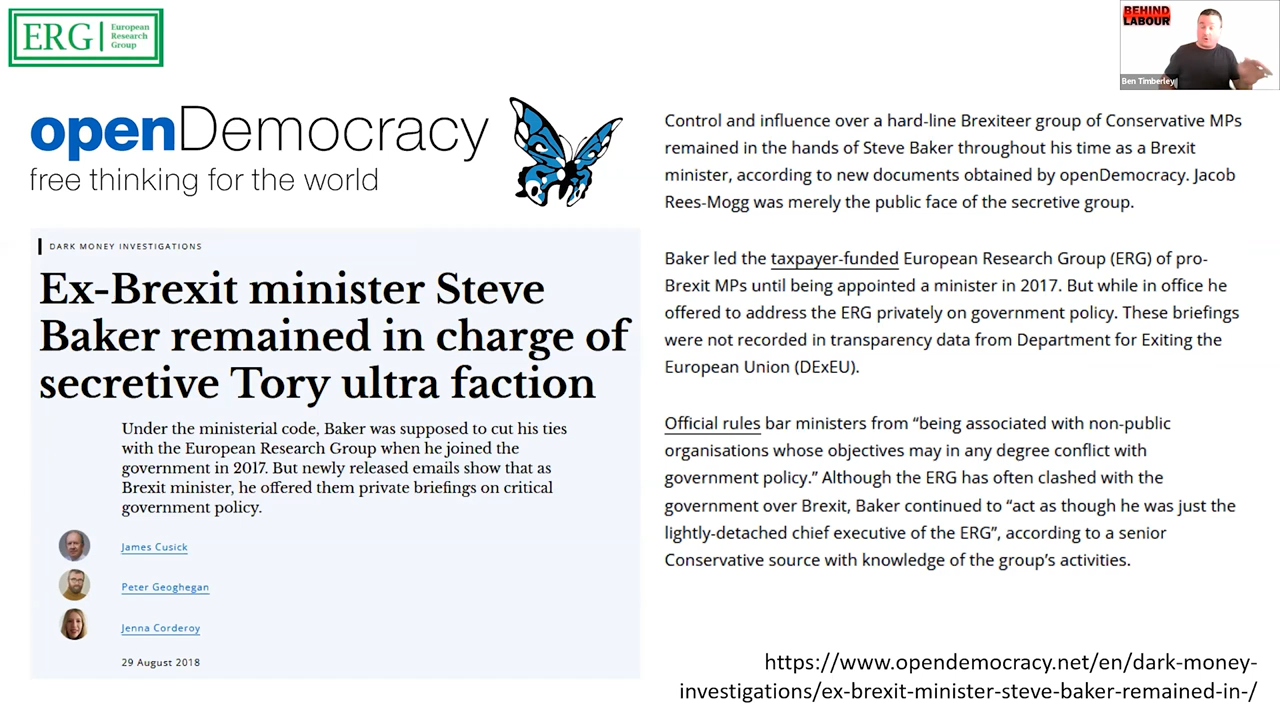 ERG
European
Research
Group
BEHIND
LABOUR
Ben Timberley
openDemocracy
free thinking for the world
DARK MONEY INVESTIGATIONS
Ex-Brexit minister Steve
Baker remained in charge of
secretive Tory ultra faction
Under the ministerial code, Baker was supposed to cut his ties
with the European Research Group when he joined the
government in 2017. But newly released emails show that as
Brexit minister, he offered them private briefings on critical
government policy.
James Cusick
Peter Geoghegan
Jenna Corderoy
29 August 2018
Control and influence over a hard-line Brexiteer group of Conservative MPs
remained in the hands of Steve Baker throughout his time as a Brexit
minister, according to new documents obtained by openDemocracy. Jacob
Rees-Mogg was merely the public face of the secretive group.
Baker led the taxpayer-funded European Research Group (ERG) of pro-
Brexit MPs until being appointed a minister in 2017. But while in office he
offered to address the ERG privately on government policy. These briefings
were not recorded in transparency data from Department for Exiting the
European Union (DExEU).
Official rules bar ministers from “being associated with non-public
organisations whose objectives may in any degree conflict with
government policy.” Although the ERG has often clashed with the
government over Brexit, Baker continued to “act as though he was just the
lightly-detached chief executive of the ERG”, according to a senior
Conservative source with knowledge of the group’s activities.
https://www.opendemocracy.net/en/dark-money-
investigations/ex-brexit-minister-steve-baker-remained-in-/